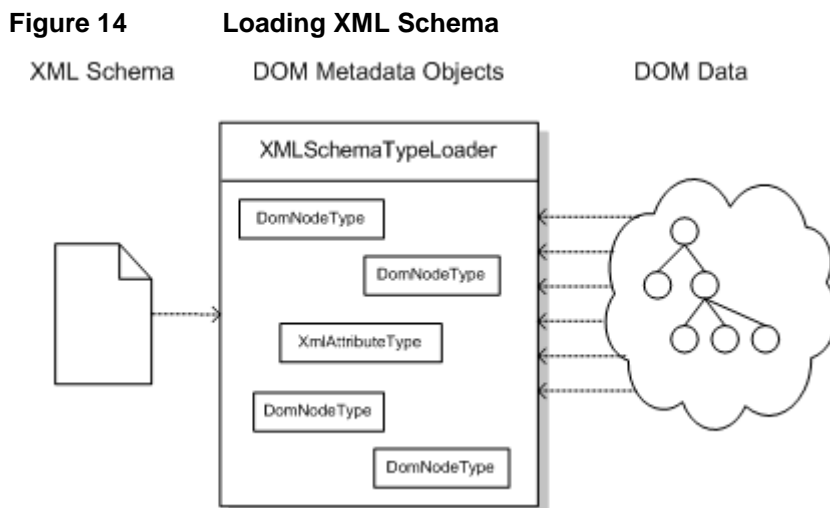 Figure 14 Loading XML Schema
XML Schema DOM Metadata Objects DOM Data
XMLSchemaTypeLoader
DomNodeType
DomNodeType
XmlAttributeType
DomNodeType
DomNodeType